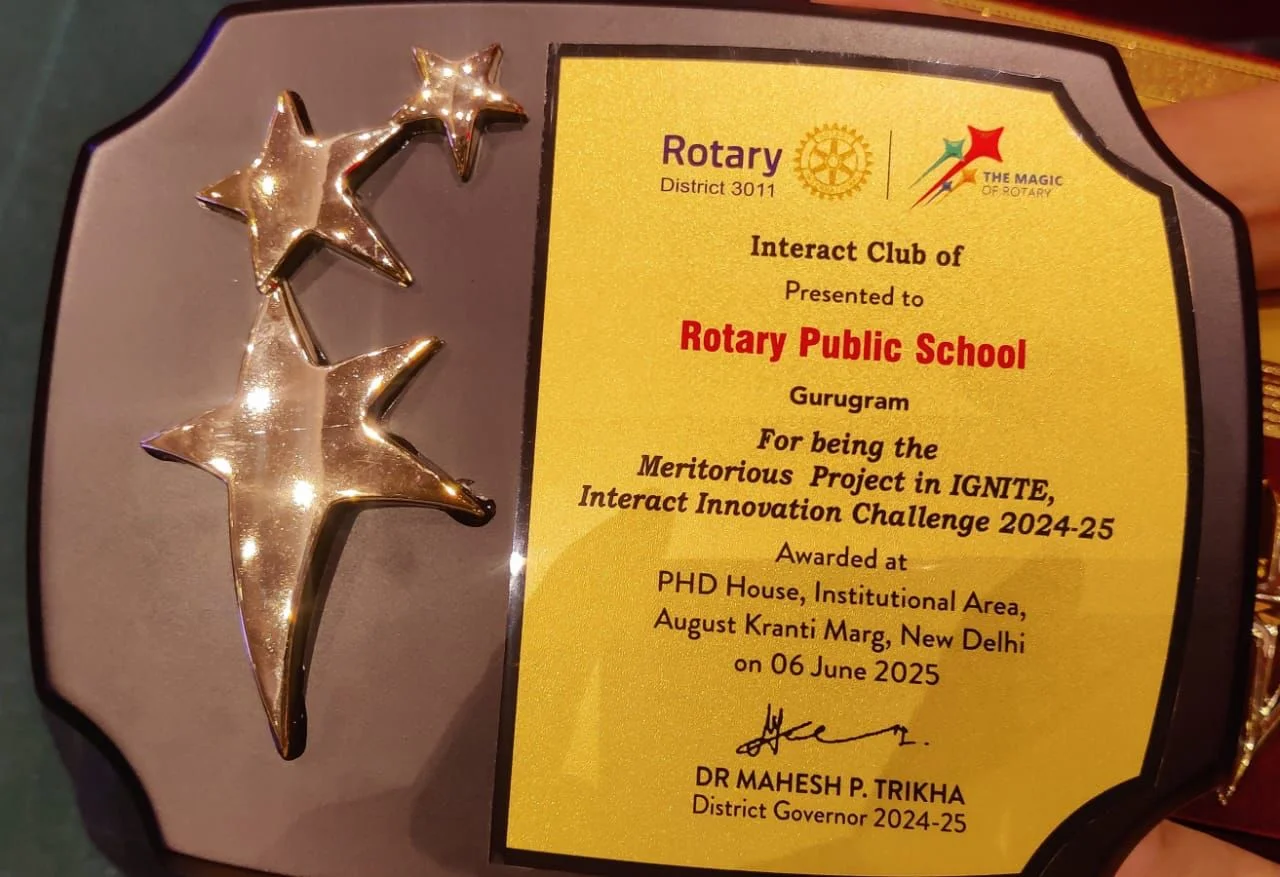 Rotary
District 3011
THE MAGIC
OF ROTARY
Interact Club of
Presented to
Rotary Public School
Gurugram
For being the
Meritorious Project in IGNITE,
Interact Innovation Challenge 2024-25
Awarded at
PHD House, Institutional Area,
August Kranti Marg, New Delhi
on 06 June 2025
DR MAHESH P. TRIKHA
District Governor 2024-25